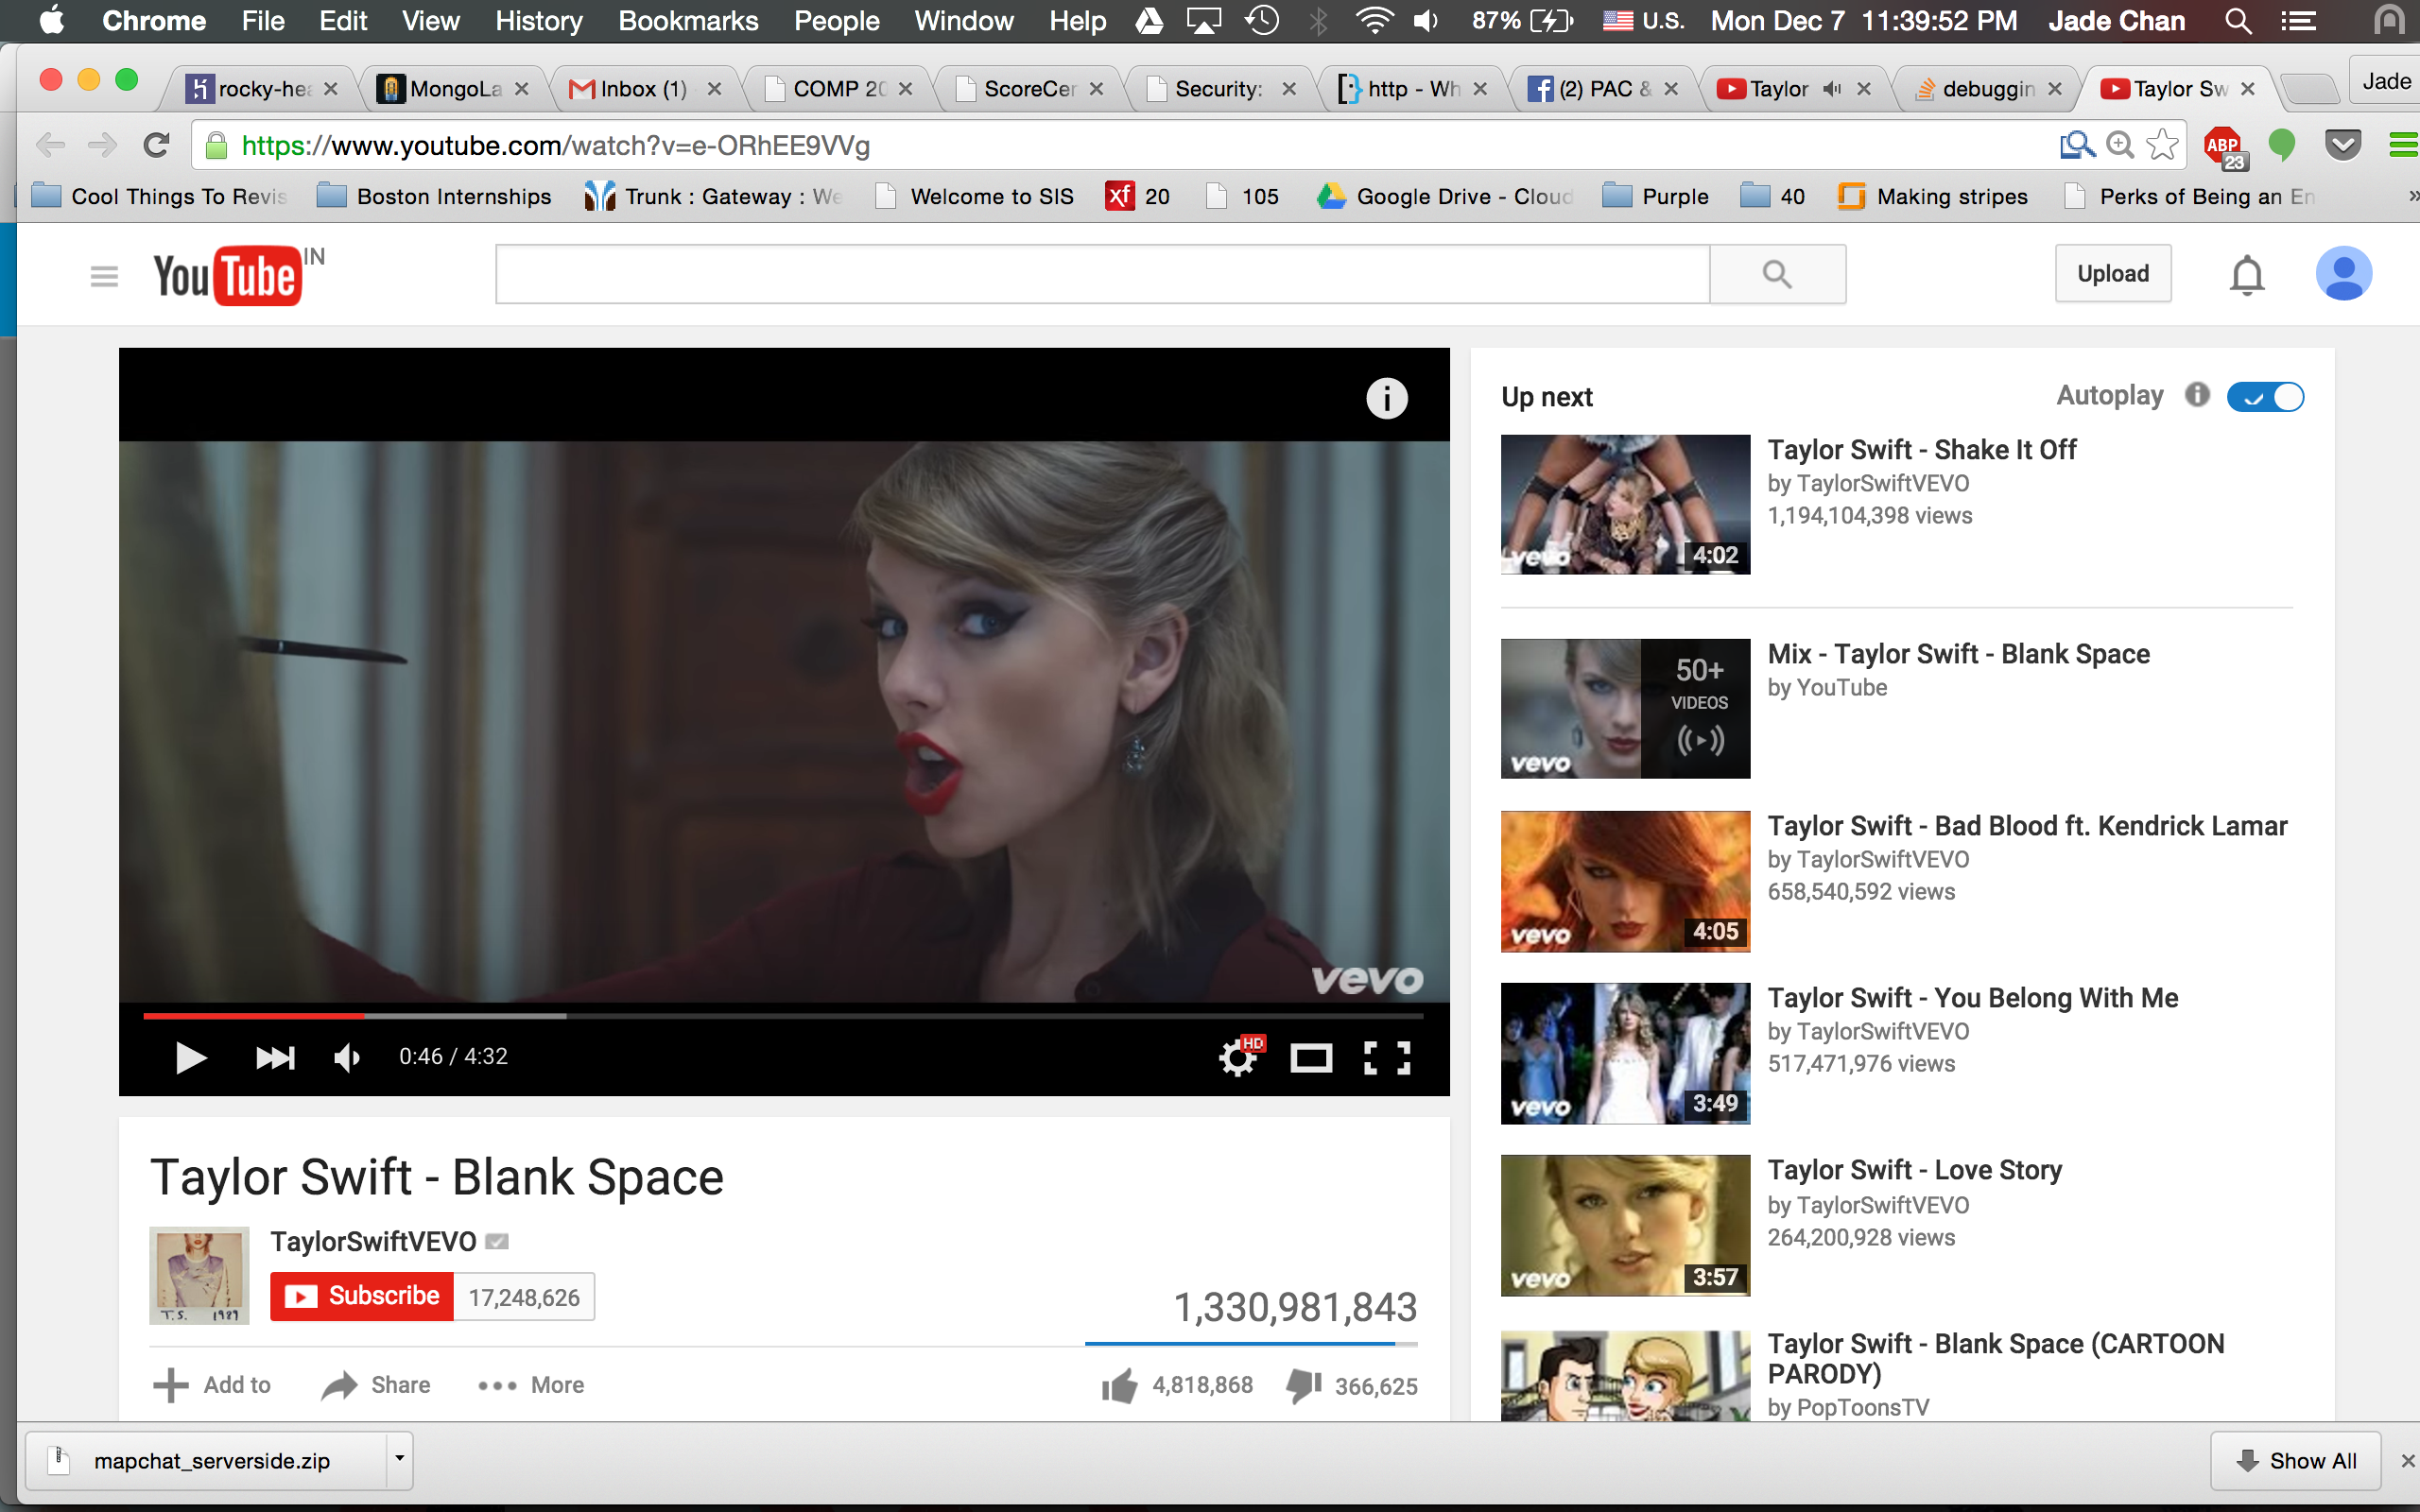 Chrome File Edit View History Bookmarks People Window Help 87% U.S. Mon Dec 7 11:39:52 PM Jade Chan
rocky-hea MongoLa Inbox (1) COMP 20 ScoreCen Security: http - Wh (2) PAC & Taylor debuggin Taylor Sw Jade
https://www.youtube.com/watch?v=e-ORhEE9VVg ABP 23
Cool Things To Revis Boston Internships Trunk : Gateway : We Welcome to SIS xf 20 105 Google Drive - Cloud Purple 40 Making stripes Perks of Being an En »
YouTube IN
Upload
vevo
0:46 / 4:32 HD
Taylor Swift - Blank Space
TaylorSwiftVEVO
T.S. 1989
Subscribe 17,248,626
1,330,981,843
Add to Share More 4,818,868 366,625
Up next Autoplay
Taylor Swift - Shake It Off
by TaylorSwiftVEVO
1,194,104,398 views
vevo 4:02
Mix - Taylor Swift - Blank Space
by YouTube
50+
VIDEOS
vevo
Taylor Swift - Bad Blood ft. Kendrick Lamar
by TaylorSwiftVEVO
658,540,592 views
vevo 4:05
Taylor Swift - You Belong With Me
by TaylorSwiftVEVO
517,471,976 views
vevo 3:49
Taylor Swift - Love Story
by TaylorSwiftVEVO
264,200,928 views
vevo 3:57
Taylor Swift - Blank Space (CARTOON
PARODY)
by PopToonsTV
mapchat_serverside.zip Show All